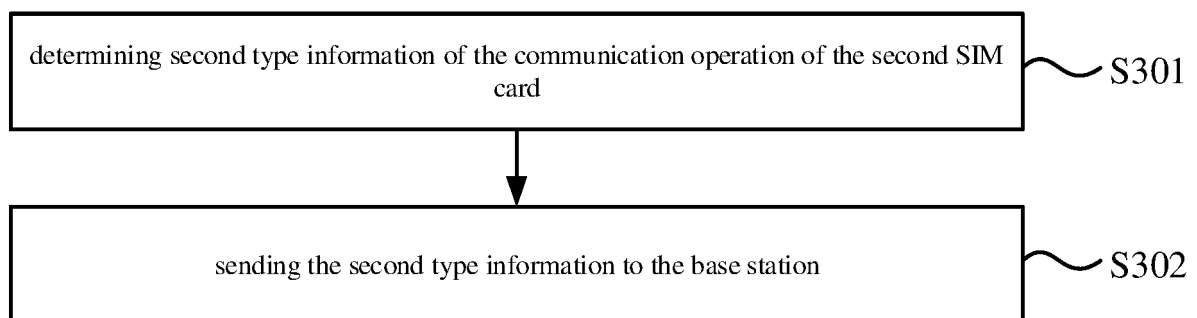 determining second type information of the communication operation of the second SIM
card
S301
sending the second type information to the base station
S302